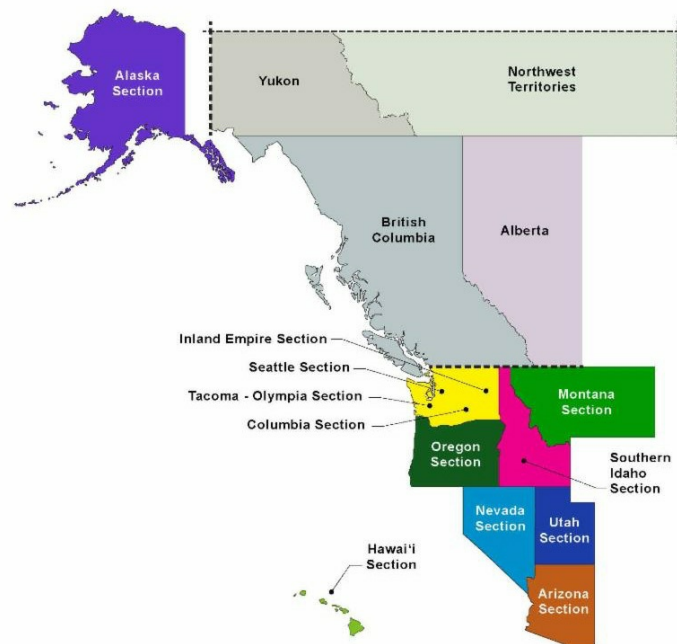 Alaska
Section
Yukon
Northwest
Territories
British
Columbia
Alberta
Inland Empire Section
Seattle Section
Tacoma - Olympia Section
Columbia Section
Montana
Section
Oregon
Section
Southern
Idaho
Section
Nevada
Section
Utah
Section
Hawai‘i
Section
Arizona
Section